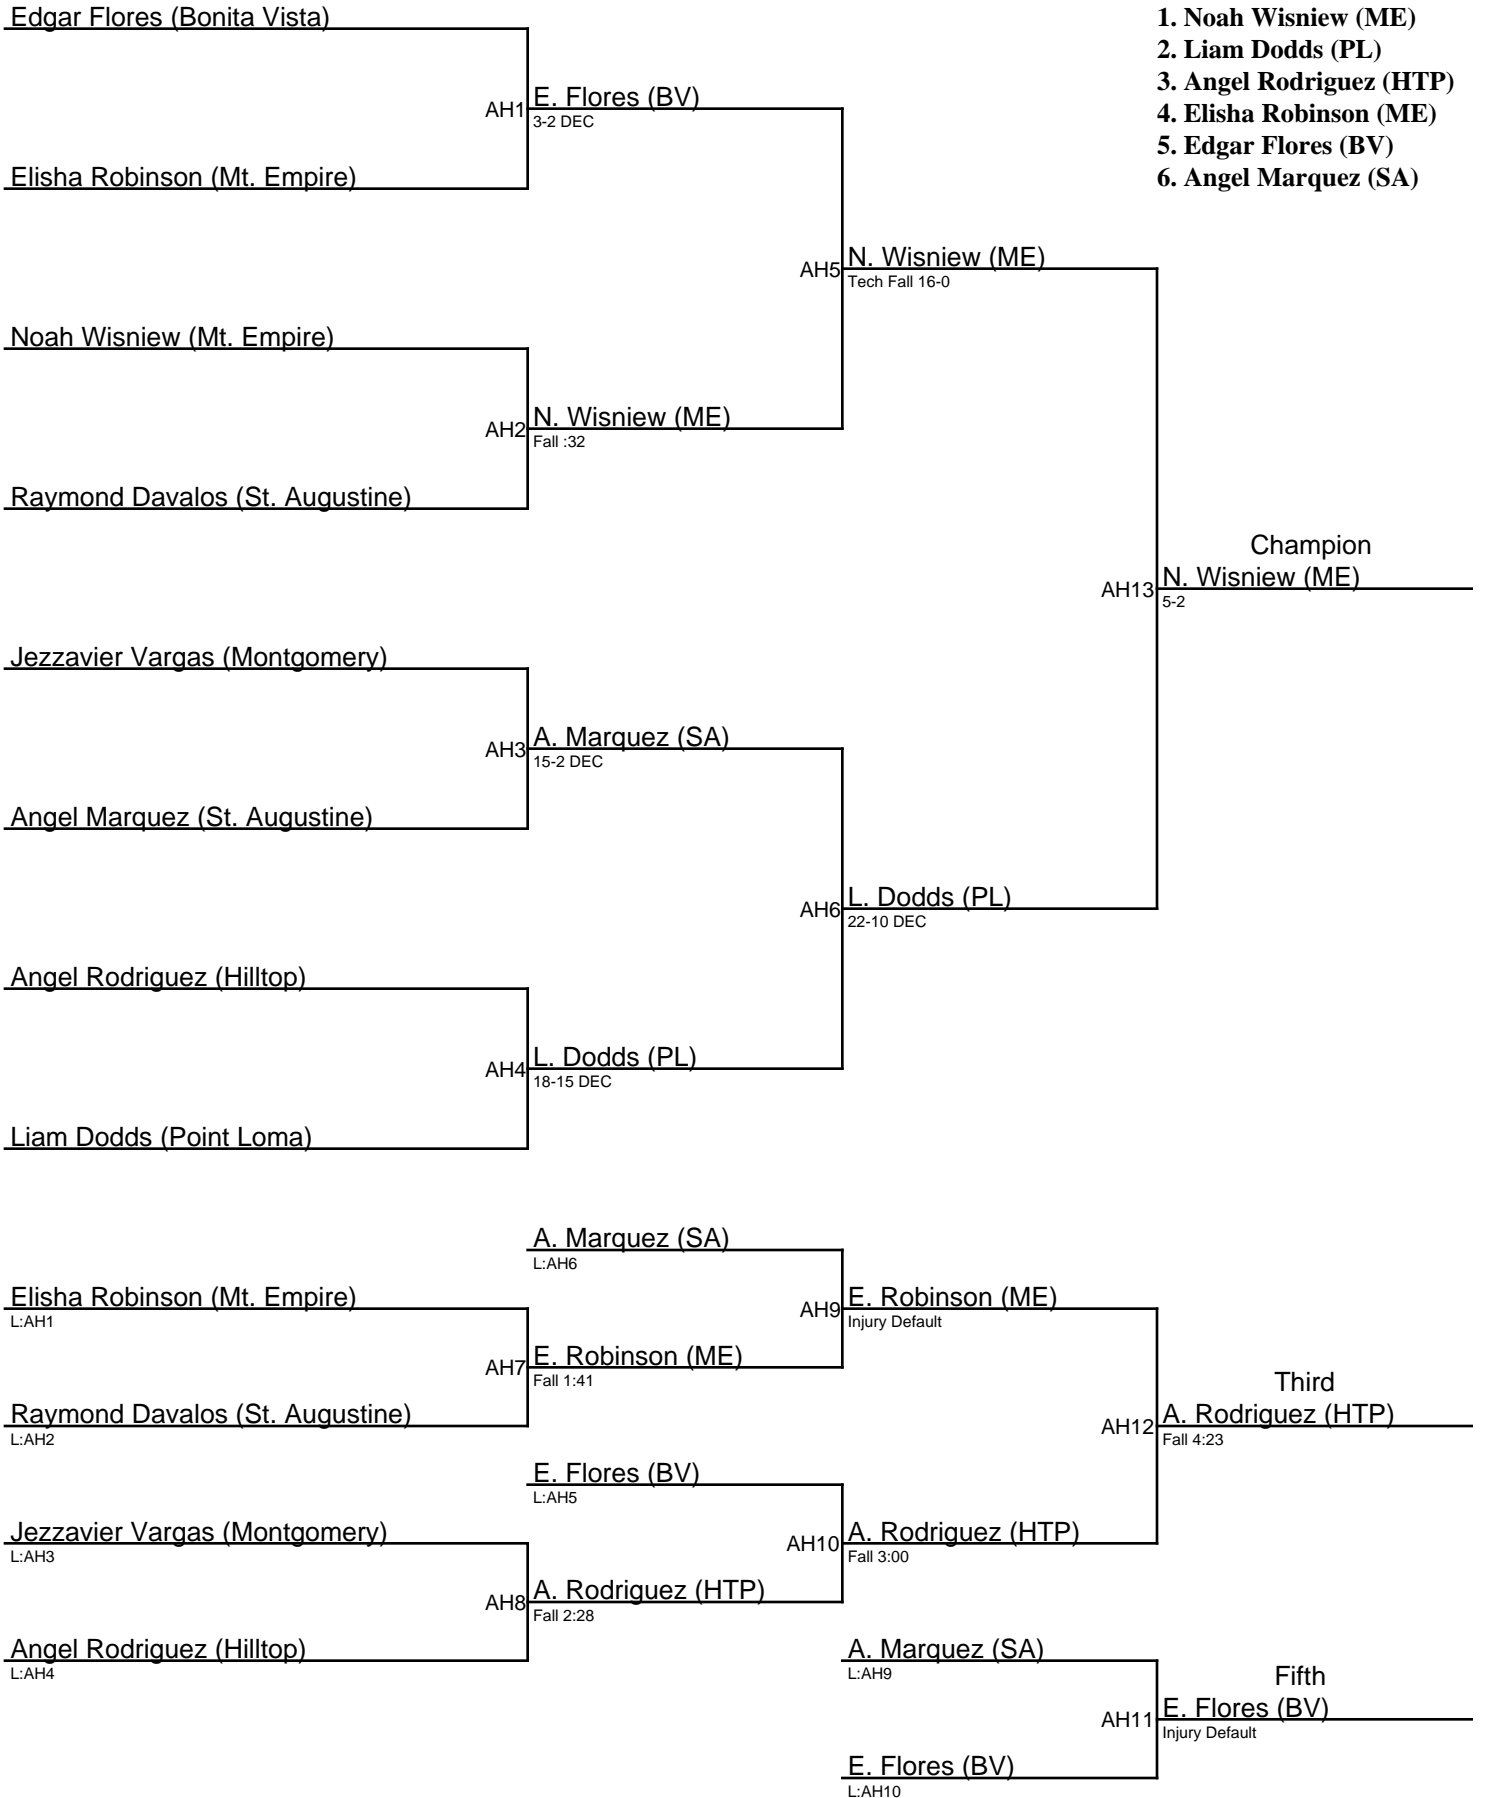 Edgar Flores (Bonita Vista)
1. Noah Wisniew (ME)
2. Liam Dodds (PL)
3. Angel Rodriguez (HTP)
4. Elisha Robinson (ME)
5. Edgar Flores (BV)
6. Angel Marquez (SA)
AH1 E. Flores (BV)
3-2 DEC
Elisha Robinson (Mt. Empire)
AH5 N. Wisniew (ME)
Tech Fall 16-0
Noah Wisniew (Mt. Empire)
AH2 N. Wisniew (ME)
Fall :32
Raymond Davalos (St. Augustine)
Champion
AH13 N. Wisniew (ME)
5-2
Jezzavier Vargas (Montgomery)
AH3 A. Marquez (SA)
15-2 DEC
Angel Marquez (St. Augustine)
AH6 L. Dodds (PL)
22-10 DEC
Angel Rodriguez (Hilltop)
AH4 L. Dodds (PL)
18-15 DEC
Liam Dodds (Point Loma)
A. Marquez (SA)
L:AH6
Elisha Robinson (Mt. Empire)
L:AH1
AH9 E. Robinson (ME)
Injury Default
AH7 E. Robinson (ME)
Fall 1:41
Raymond Davalos (St. Augustine)
L:AH2
Third
AH12 A. Rodriguez (HTP)
Fall 4:23
E. Flores (BV)
L:AH5
Jezzavier Vargas (Montgomery)
L:AH3
AH10 A. Rodriguez (HTP)
Fall 3:00
AH8 A. Rodriguez (HTP)
Fall 2:28
Angel Rodriguez (Hilltop)
L:AH4
A. Marquez (SA)
L:AH9
Fifth
AH11 E. Flores (BV)
Injury Default
E. Flores (BV)
L:AH10